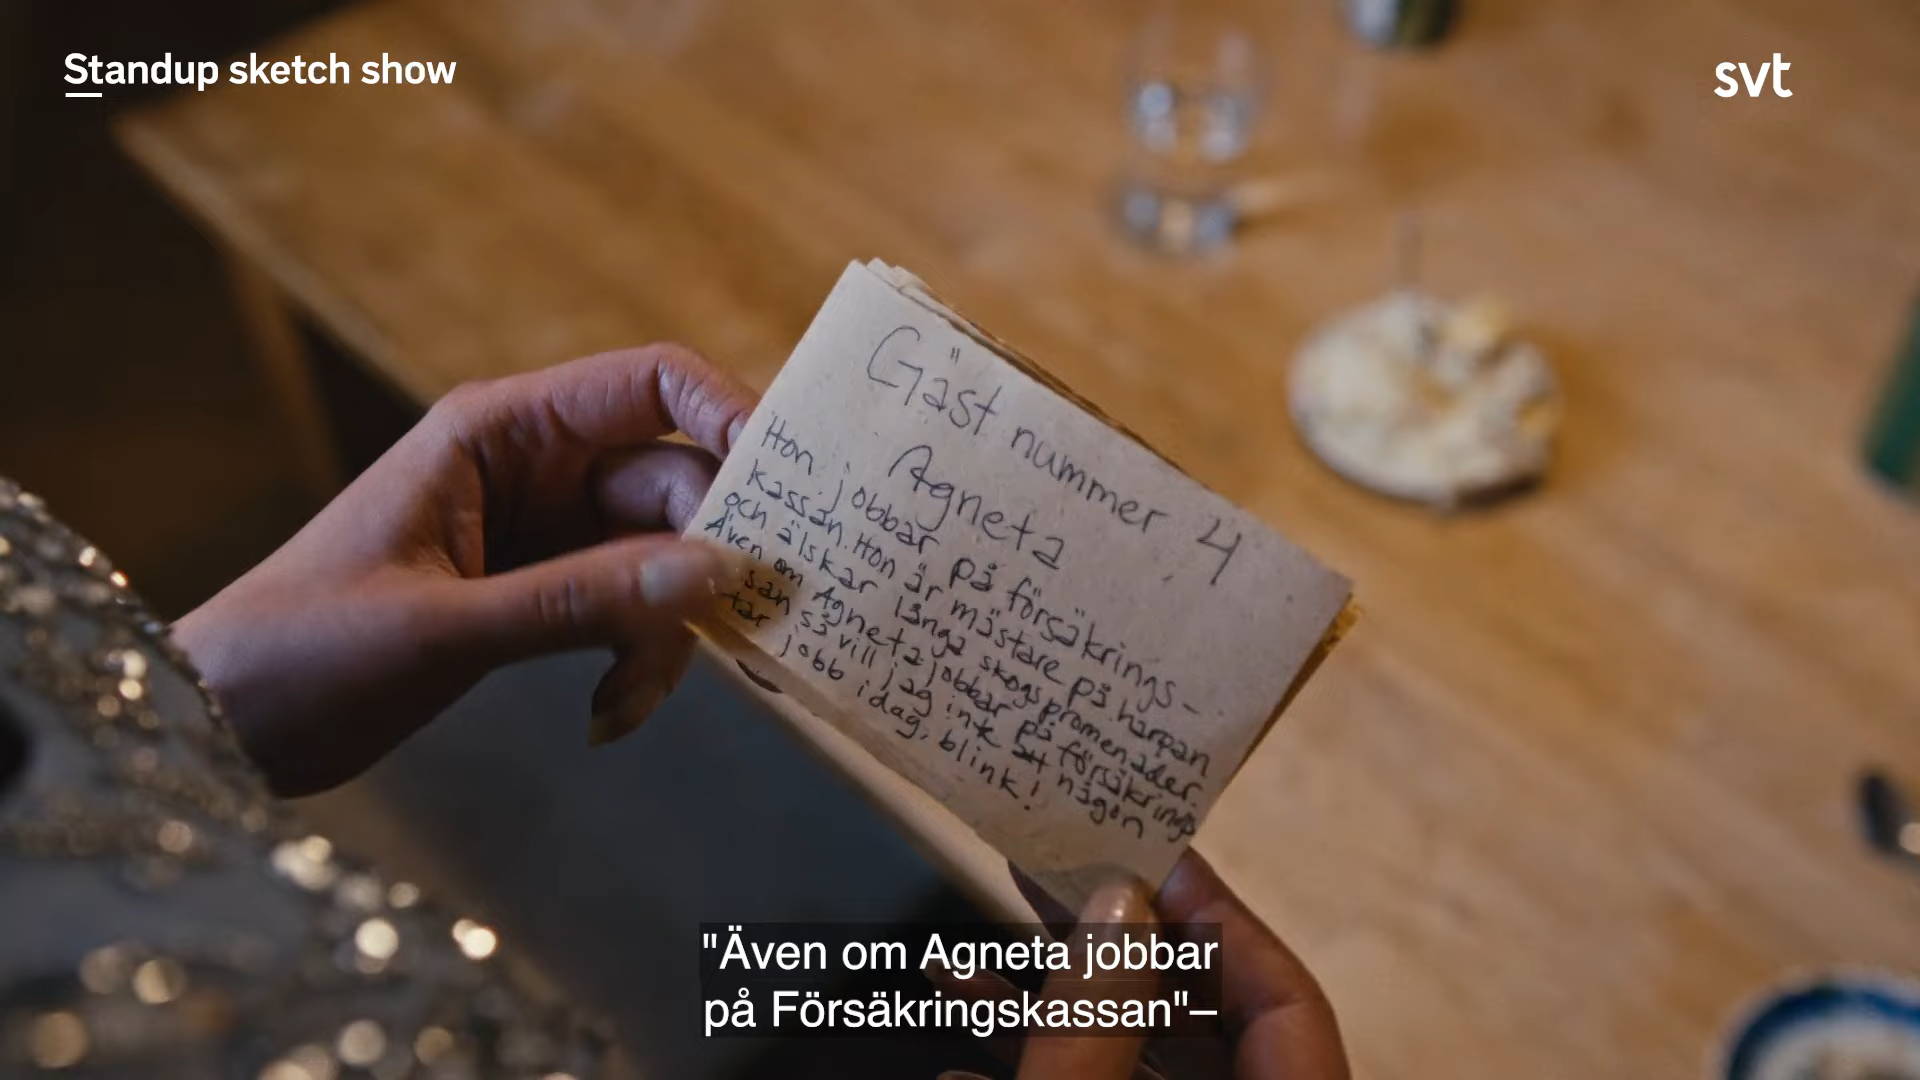 Standup sketch show
svt
Gäst nummer 4
Agneta
Hon jobbar på försäkrings-
kassan. Hon är mästare på harpan
och älskar långa skogspromenader.
Även om Agneta jobbar på försäkrings
san så vill jag inte att någon
tar jobb idag, blink!
"Även om Agneta jobbar
på Försäkringskassan"–